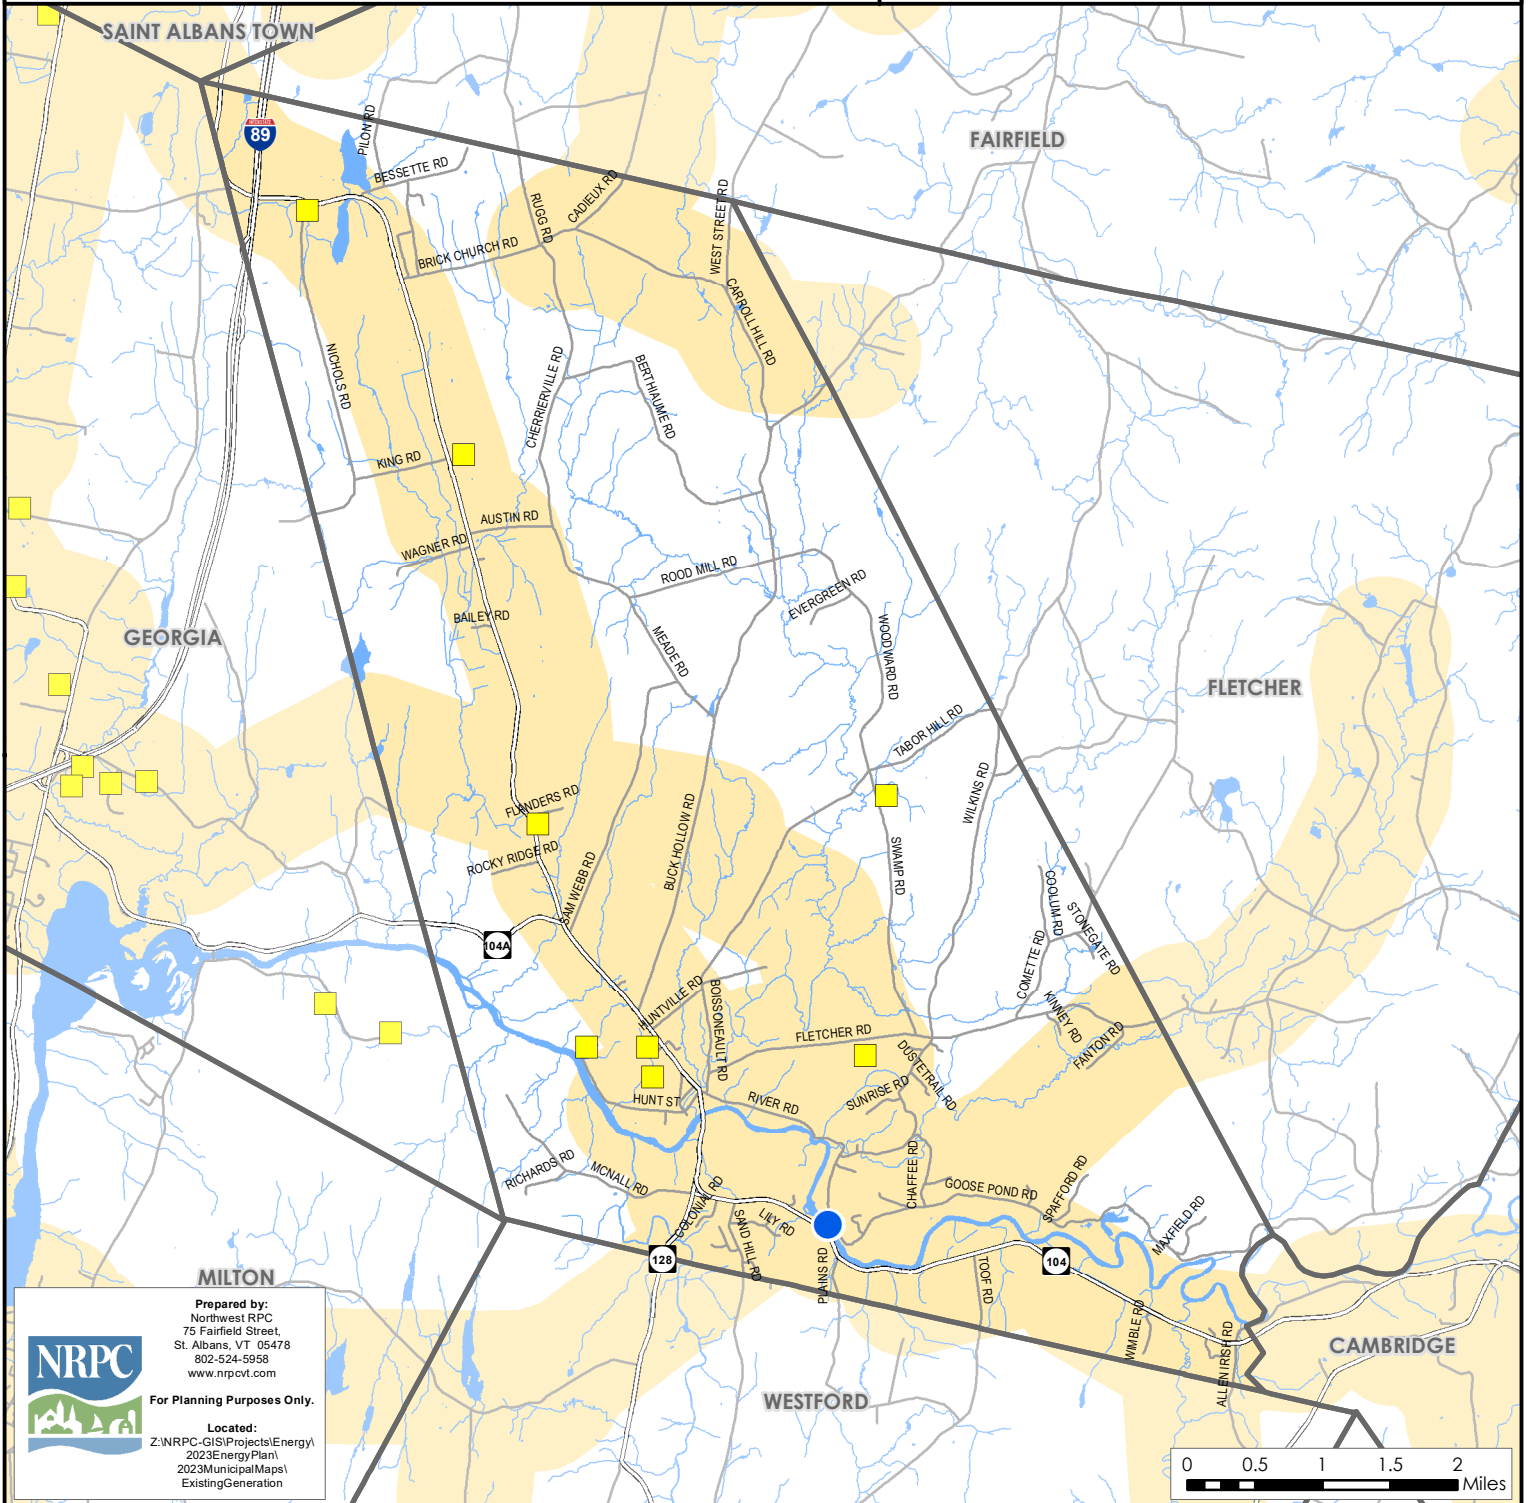 SAINT ALBANS TOWN
INTERSTATE
89
PILON RD
BESSETTE RD
FAIRFIELD
RUGG RD
CADIEUX RD
WEST STREET RD
BRICK CHURCH RD
CARROLL HILL RD
NICHOLS RD
CHERRIERVILLE RD
BERTHIAUME RD
KING RD
AUSTIN RD
WAGNER RD
ROOD MILL RD
EVERGREEN RD
BAILEY RD
GEORGIA
MEADE RD
WOODWARD RD
FLETCHER
TABOR HILL RD
WILKINS RD
FLANDERS RD
BUCK HOLLOW RD
ROCKY RIDGE RD
SWAMP RD
SAM WEBB RD
COOLUM RD
STONEGATE RD
104A
COMETTE RD
HUNTVILLE RD
BOISSONEAULT RD
KINNEY RD
FLETCHER RD
FANTON RD
DUSTETRAIL RD
SUNRISE RD
HUNT ST
RIVER RD
RICHARDS RD
MCNALL RD
CHAFFEE RD
GOOSE POND RD
SPAFFORD RD
COLONIAL RD
SAND HILL RD
LILY RD
MAXFIELD RD
128
PLAINS RD
104
TOOF RD
MILTON
WIMBLE RD
ALLEN IRISH RD
CAMBRIDGE
WESTFORD
NRPC
Prepared by:
Northwest RPC
75 Fairfield Street,
St. Albans, VT 05478
802-524-5958
www.nrpcvt.com
For Planning Purposes Only.
Located:
Z:\NRPC-GIS\Projects\Energy\
2023EnergyPlan\
2023MunicipalMaps\
ExistingGeneration
0 0.5 1 1.5 2
Miles